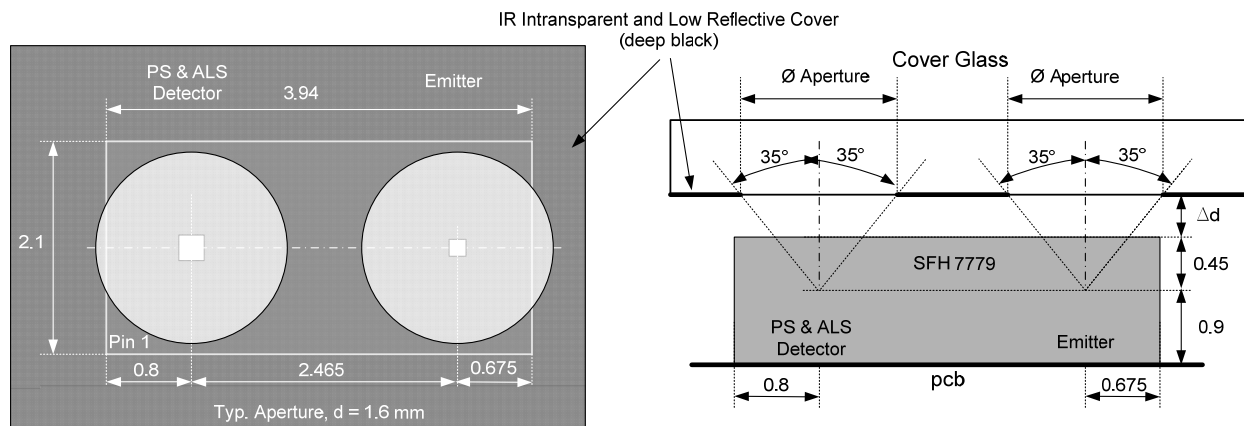 IR Intransparent and Low Reflective Cover
(deep black)
PS & ALS
Detector
Emitter
3.94
2.1
Pin 1
0.8
2.465
0.675
Typ. Aperture, d = 1.6 mm
Cover Glass
Ø Aperture
Ø Aperture
35°
35°
35°
35°
Δd
SFH 7779
0.45
PS & ALS
Detector
Emitter
0.9
pcb
0.8
0.675